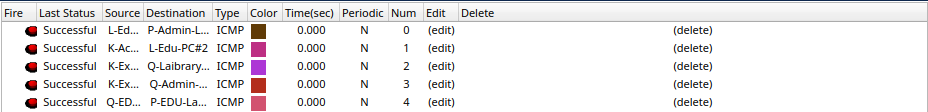 Fire Last Status Source Destination Type Color Time(sec) Periodic Num Edit Delete
Successful L-Ed... P-Admin-L... ICMP 0.000 N 0 (edit) (delete)
Successful K-Ac... L-Edu-PC#2 ICMP 0.000 N 1 (edit) (delete)
Successful K-Ex... Q-Laibrary... ICMP 0.000 N 2 (edit) (delete)
Successful K-Ex... Q-Admin-... ICMP 0.000 N 3 (edit) (delete)
Successful Q-ED... P-EDU-La... ICMP 0.000 N 4 (edit) (delete)